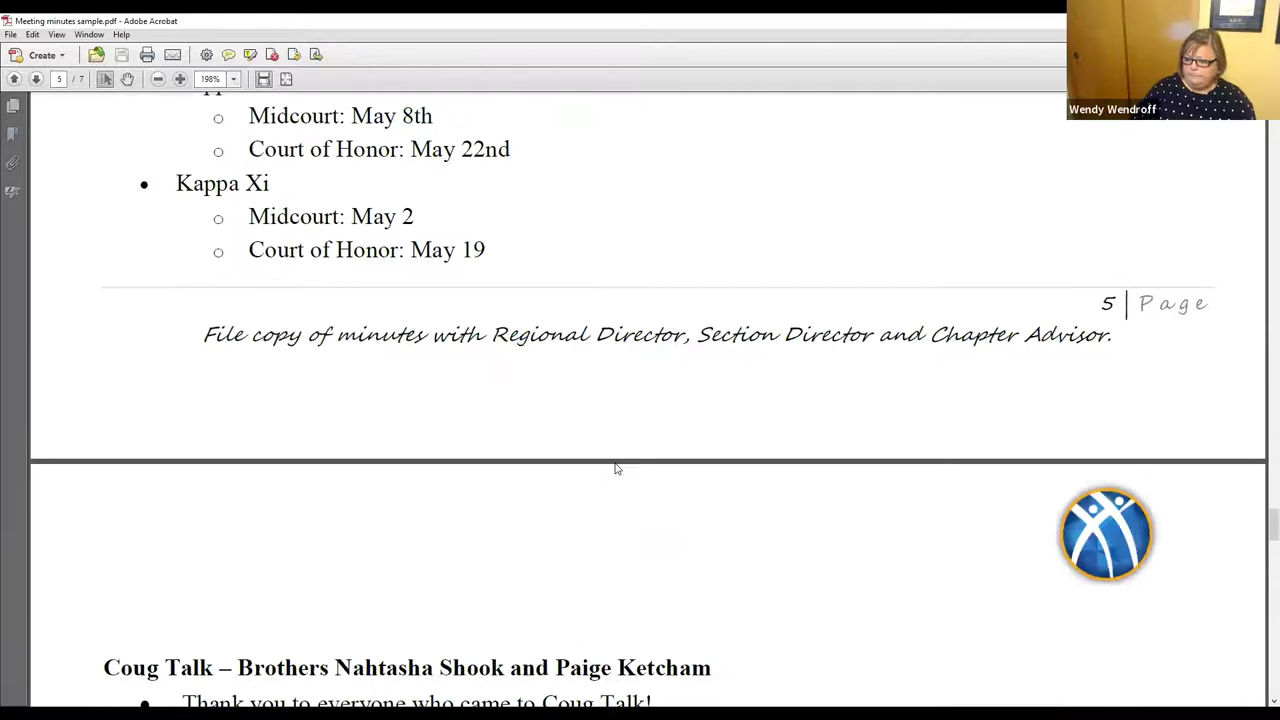 Meeting minutes sample.pdf - Adobe Acrobat
File Edit View Window Help
Create
5 / 7 198%
Wendy Wendroff
Midcourt: May 8th
Court of Honor: May 22nd
Kappa Xi
Midcourt: May 2
Court of Honor: May 19
5 | Page
File copy of minutes with Regional Director, Section Director and Chapter Advisor.
Coug Talk – Brothers Nahtasha Shook and Paige Ketcham
Thank you to everyone who came to Coug Talk!